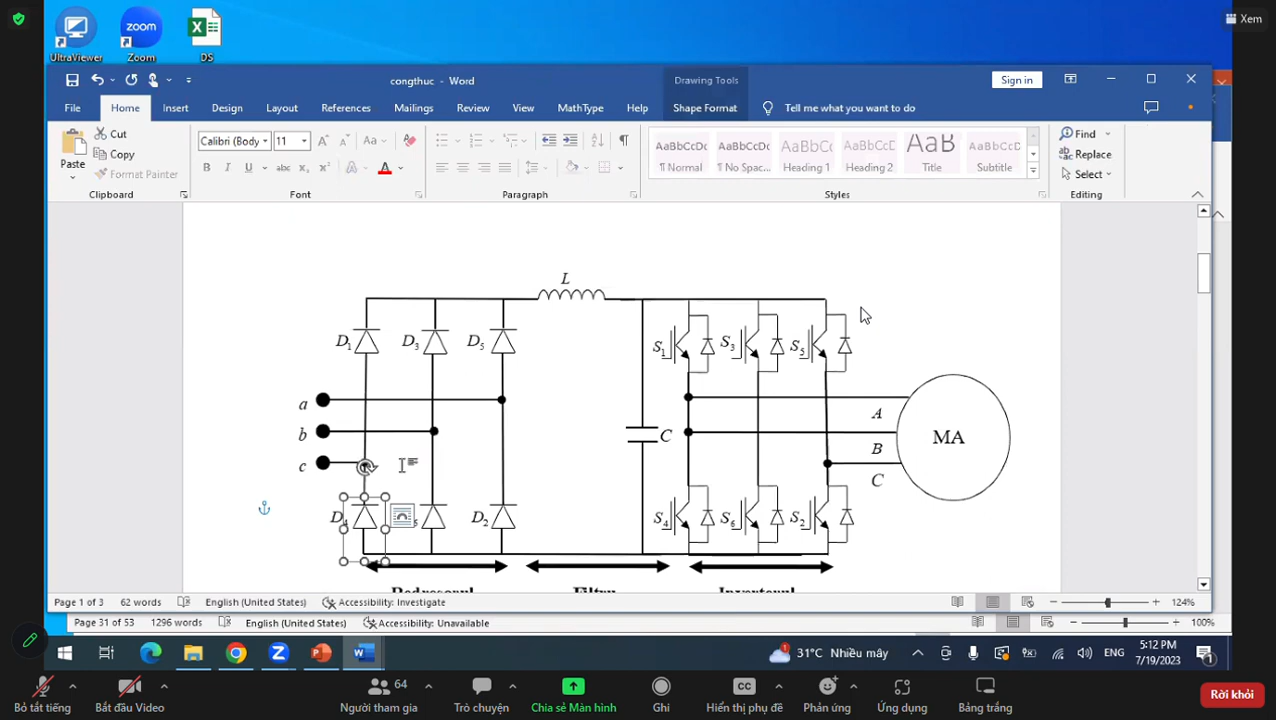 Xem
UltraViewer
Zoom
DS
congthuc - Word
Drawing Tools
Sign in
File
Home
Insert
Design
Layout
References
Mailings
Review
View
MathType
Help
Shape Format
Tell me what you want to do
Paste
Cut
Copy
Format Painter
Clipboard
Calibri (Body
11
Font
Paragraph
AaBbCcDc
¶ Normal
AaBbCcDc
¶ No Spac...
AaBbCc
Heading 1
AaBbCcD
Heading 2
AaB
Title
AaBbCcD
Subtitle
Styles
Find
Replace
Select
Editing
L
D1
D3
D5
S1
S3
S5
a
b
c
C
A
B
C
MA
D4
D2
S4
S6
S2
Redresorul
Filtru
Invertorul
Page 1 of 3
62 words
English (United States)
Accessibility: Investigate
124%
Page 31 of 53
1296 words
English (United States)
Accessibility: Unavailable
100%
31°C Nhiều mây
ENG
5:12 PM
7/19/2023
1
Bỏ tắt tiếng
Bắt đầu Video
64
Người tham gia
Trò chuyện
Chia sẻ Màn hình
Ghi
CC
Hiển thị phụ đề
Phản ứng
Ứng dụng
Bảng trắng
Rời khỏi